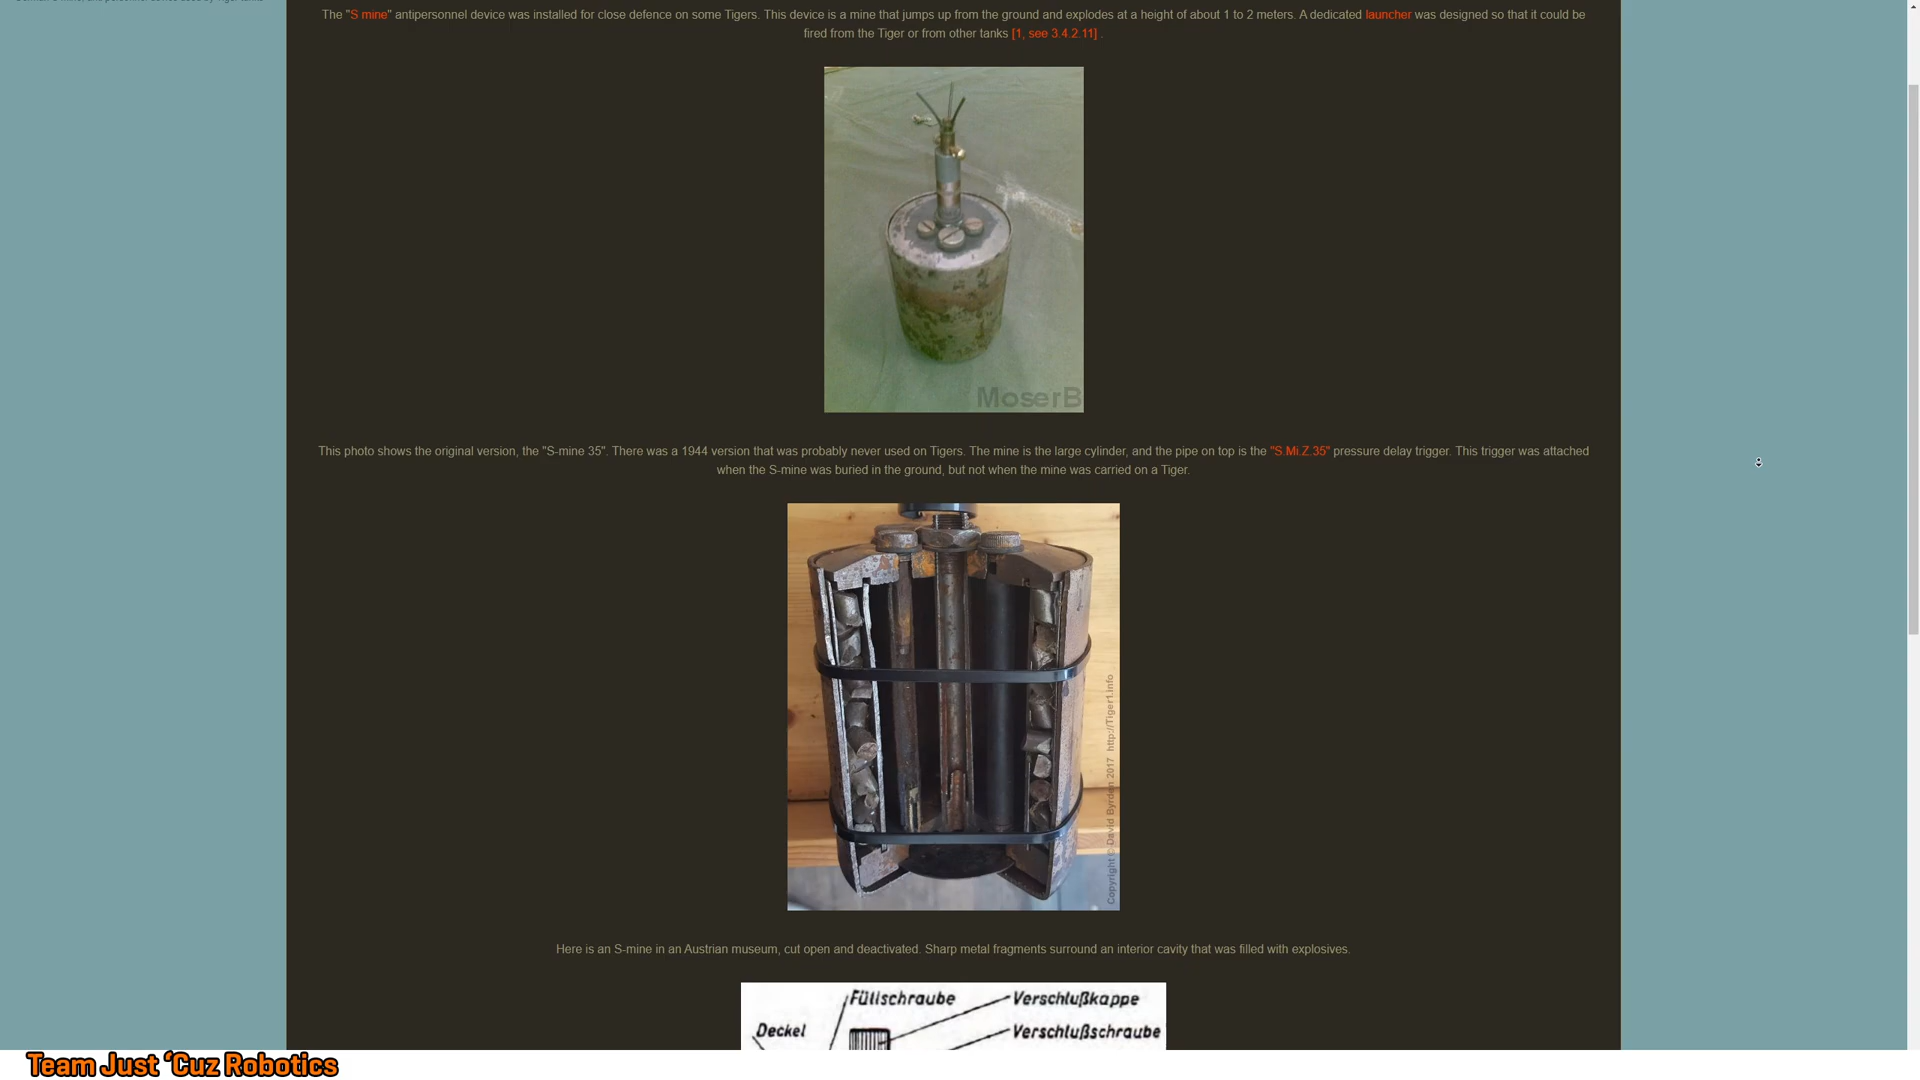 The "S mine" antipersonnel device was installed for close defence on some Tigers. This device is a mine that jumps up from the ground and explodes at a height of about 1 to 2 meters. A dedicated launcher was designed so that it could be
fired from the Tiger or from other tanks [1, see 3.4.2.11] .
MoserB
This photo shows the original version, the "S-mine 35". There was a 1944 version that was probably never used on Tigers. The mine is the large cylinder, and the pipe on top is the "S.Mi.Z.35" pressure delay trigger. This trigger was attached
when the S-mine was buried in the ground, but not when the mine was carried on a Tiger.
Copyright © David Byrden 2017 http://Tiger1.info
Here is an S-mine in an Austrian museum, cut open and deactivated. Sharp metal fragments surround an interior cavity that was filled with explosives.
Füllschraube
Verschlußkappe
Deckel
Verschlußschraube
Team Just ‘Cuz Robotics